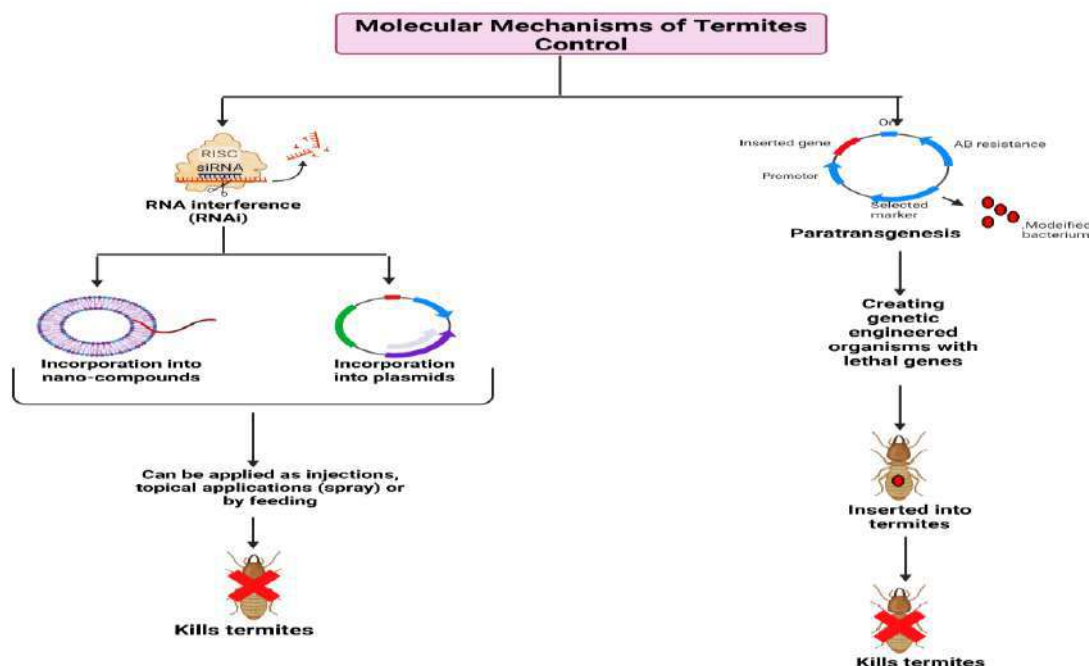 Molecular Mechanisms of Termites
Control
RISC
siRNA
RNA interference
(RNAi)
Incorporation into
nano-compounds
Incorporation
into plasmids
Can be applied as injections,
topical applications (spray) or
by feeding
Kills termites
Ori
Inserted gene
AB resistance
Promotor
Selected
marker
.Modeified
bacterium
Paratransgenesis
Creating
genetic
engineered
organisms with
lethal genes
Inserted into
termites
Kills termites